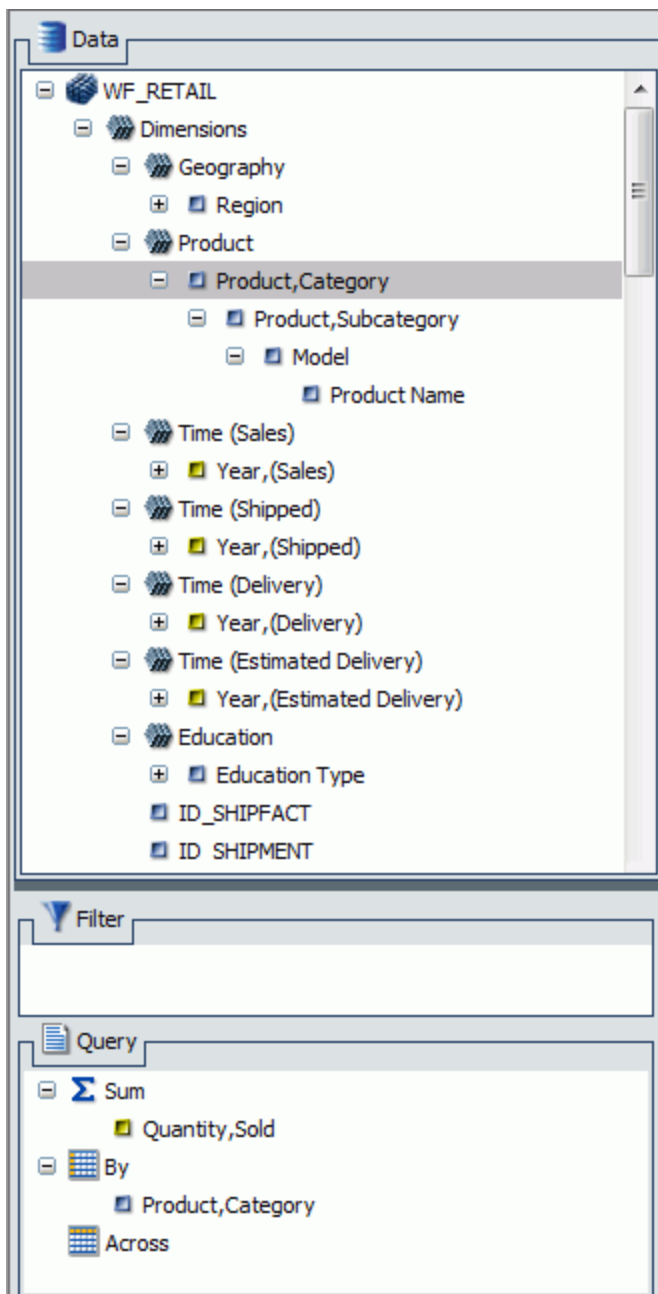 Data
WF_RETAIL
Dimensions
Geography
Region
Product
Product,Category
Product,Subcategory
Model
Product Name
Time (Sales)
Year,(Sales)
Time (Shipped)
Year,(Shipped)
Time (Delivery)
Year,(Delivery)
Time (Estimated Delivery)
Year,(Estimated Delivery)
Education
Education Type
ID_SHIPFACT
ID_SHIPMENT
Filter
Query
Sum
Quantity,Sold
By
Product,Category
Across